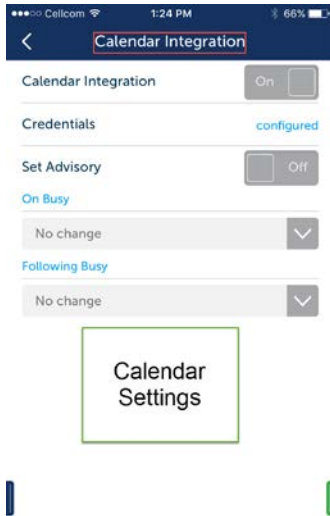 Cellcom 1:24 PM 66%
Calendar Integration
Calendar Integration On
Credentials configured
Set Advisory Off
On Busy
No change
Following Busy
No change
Calendar
Settings